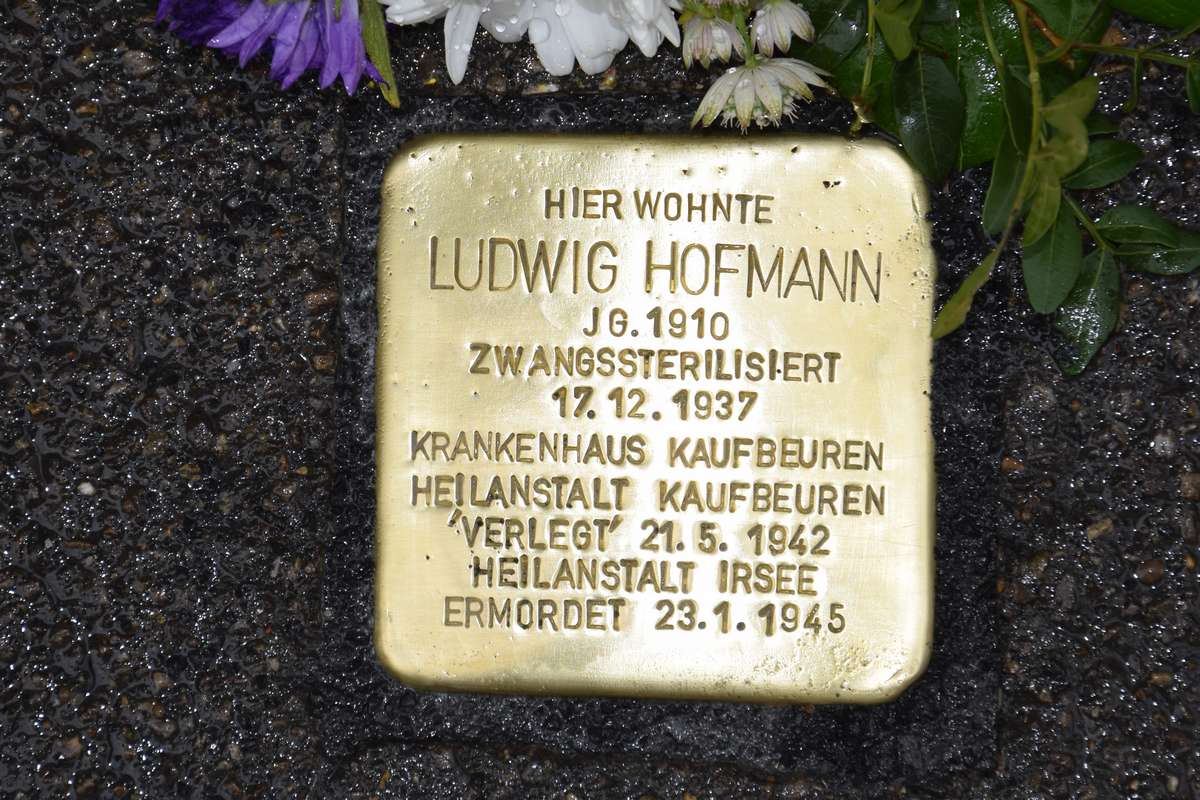 HIER WOHNTE
LUDWIG HOFMANN
JG. 1910
ZWANGSSTERILISIERT
17. 12. 1937
KRANKENHAUS KAUFBEUREN
HEILANSTALT KAUFBEUREN
'VERLEGT' 21. 5. 1942
HEILANSTALT IRSEE
ERMORDET 23. 1. 1945